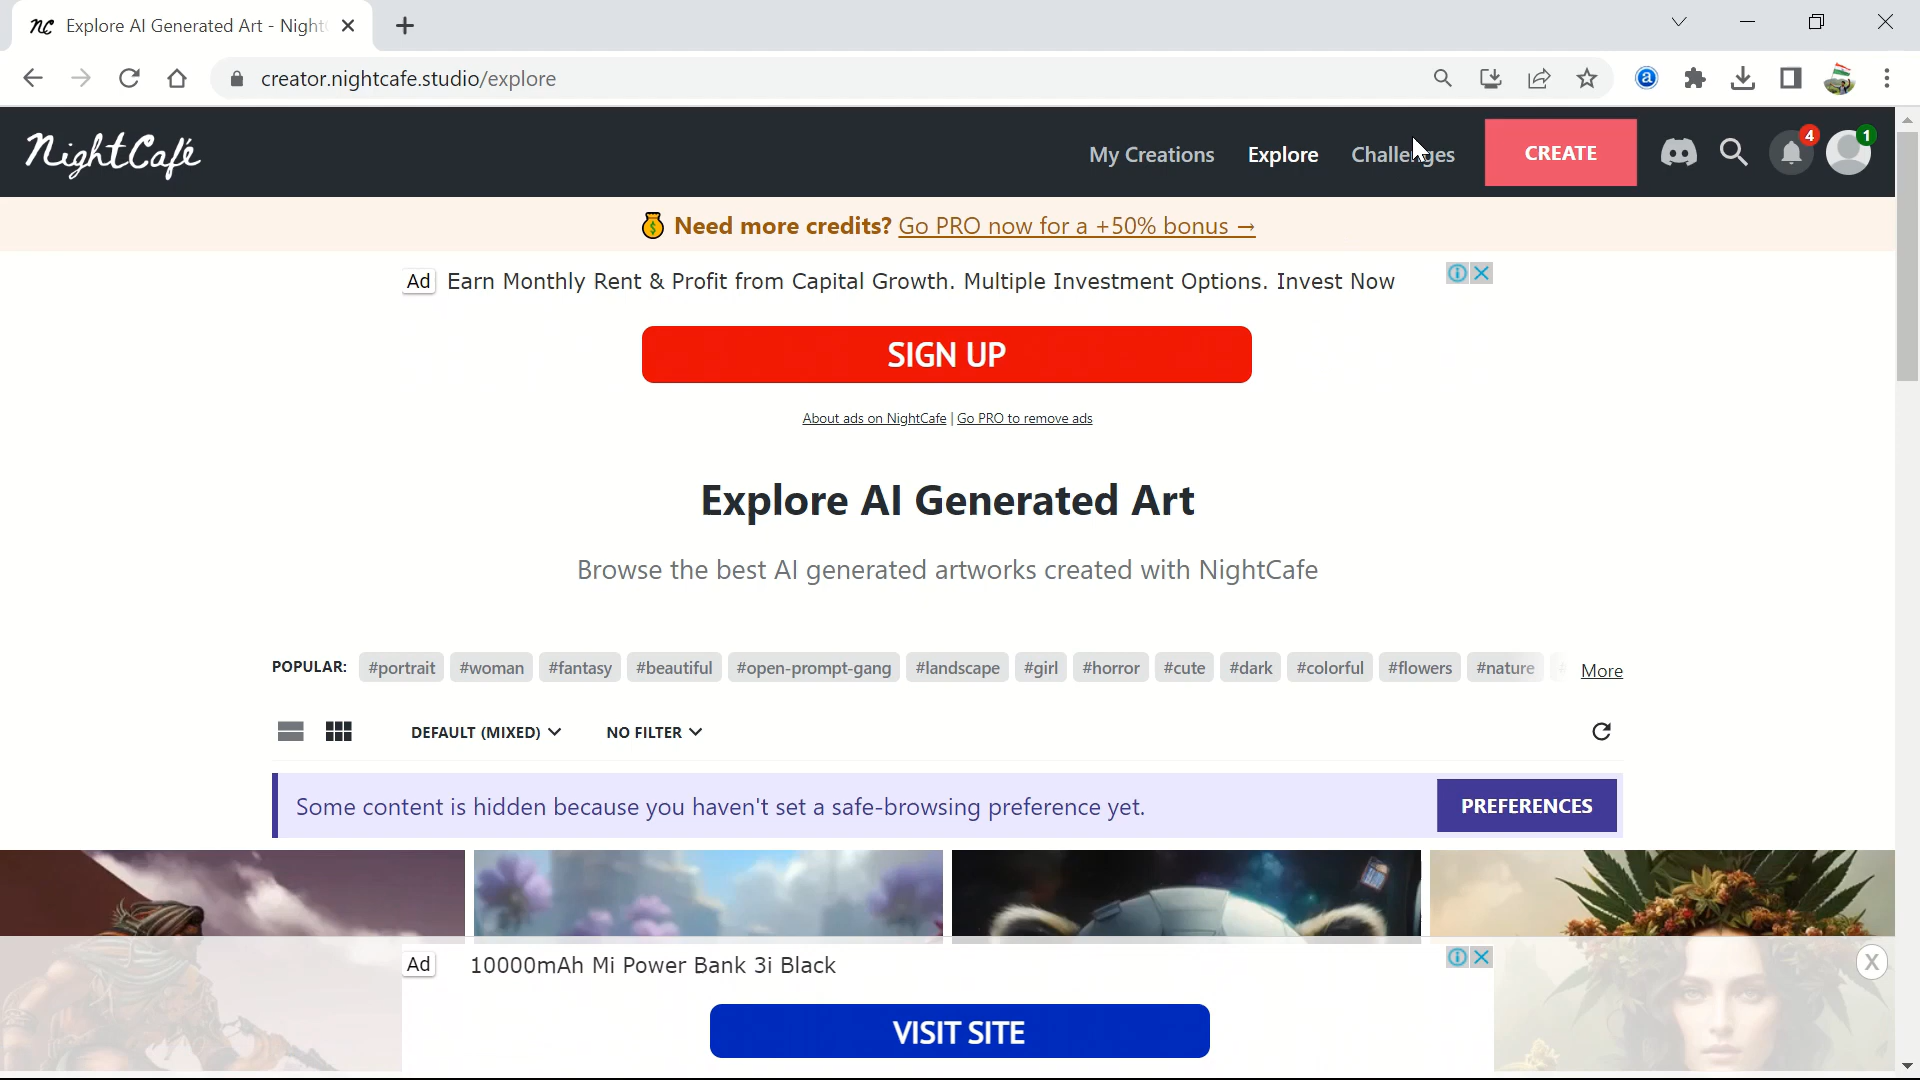 NC Explore AI Generated Art - Night
creator.nightcafe.studio/explore
a
NightCafé
My Creations
Explore
Challenges
CREATE
4
1
$ Need more credits? Go PRO now for a +50% bonus →
Ad Earn Monthly Rent & Profit from Capital Growth. Multiple Investment Options. Invest Now
SIGN UP
About ads on NightCafe | Go PRO to remove ads
Explore AI Generated Art
Browse the best AI generated artworks created with NightCafe
POPULAR: #portrait #woman #fantasy #beautiful #open-prompt-gang #landscape #girl #horror #cute #dark #colorful #flowers #nature # More
DEFAULT (MIXED) NO FILTER
Some content is hidden because you haven't set a safe-browsing preference yet. PREFERENCES
Ad 10000mAh Mi Power Bank 3i Black
X
VISIT SITE